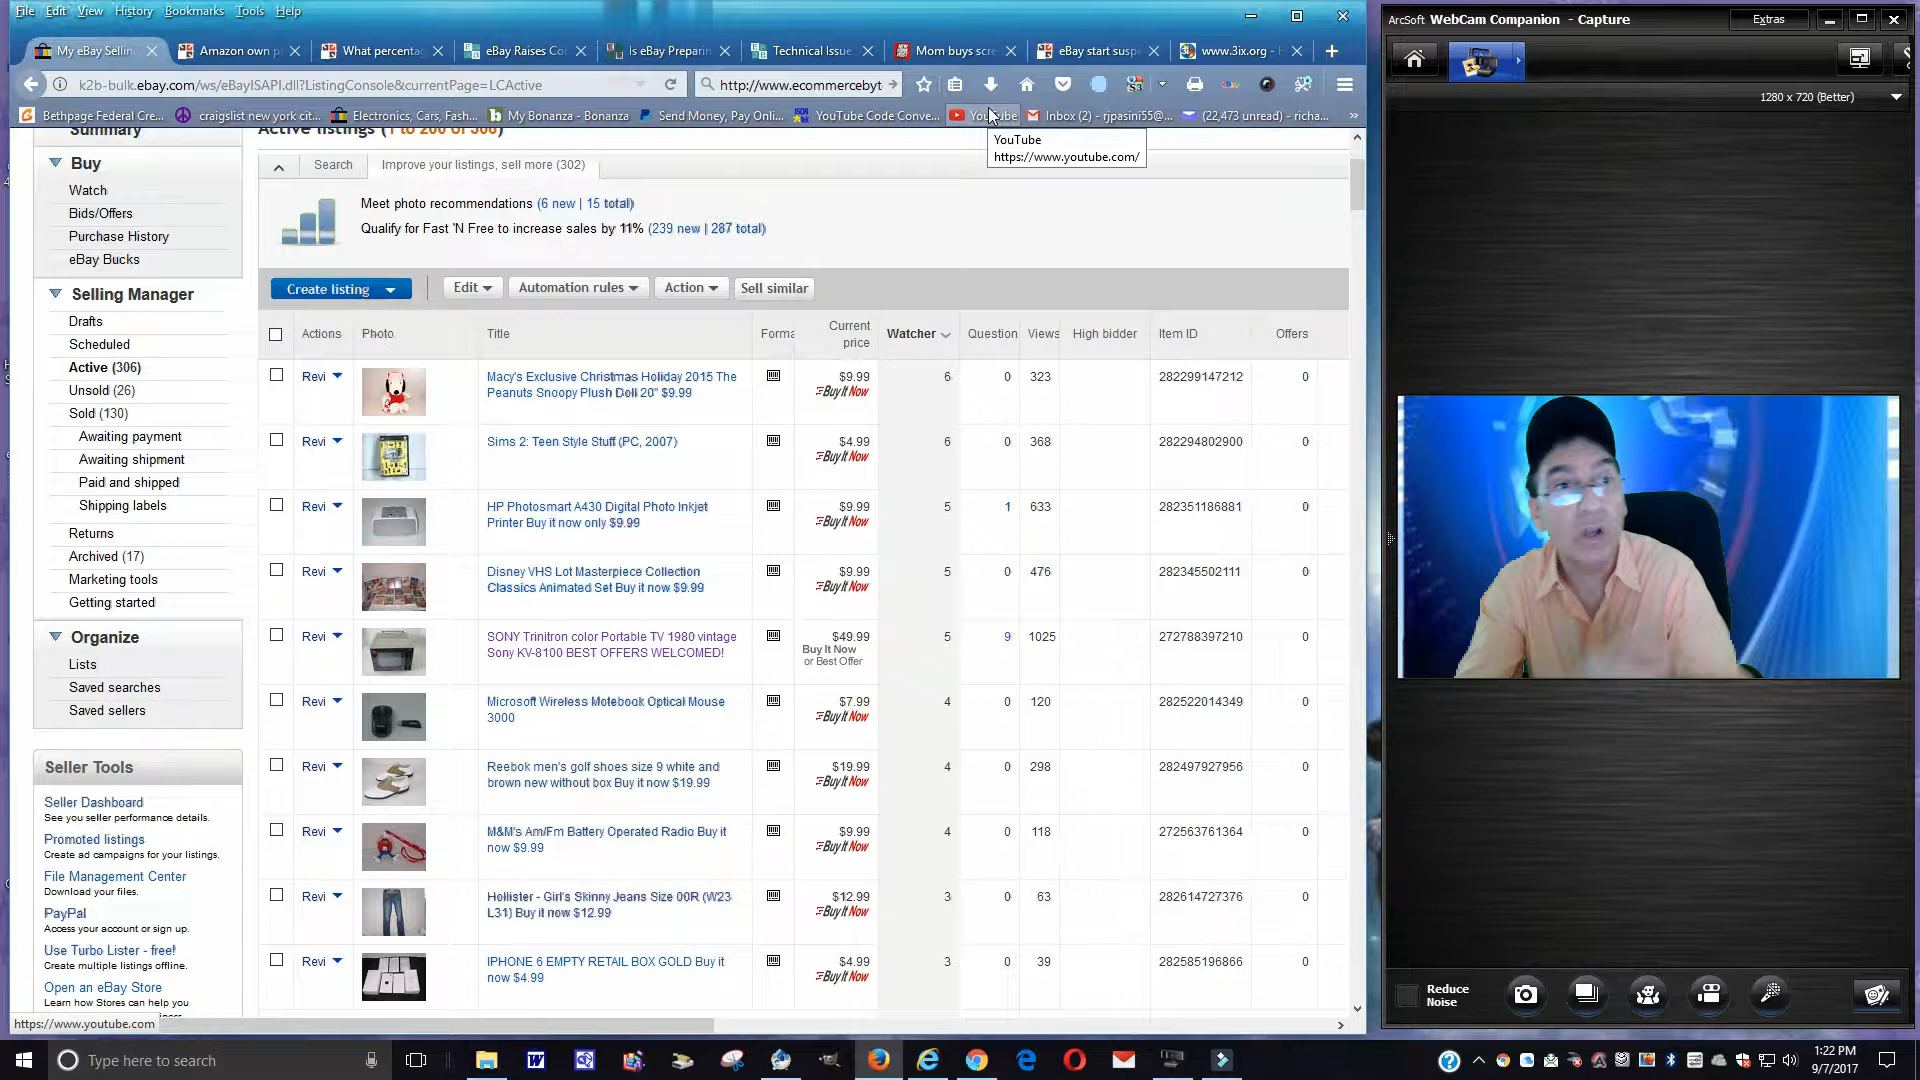 File Edit View History Bookmarks Tools Help
My eBay Sellin
Amazon own p
What percenta
eBay Raises Co
Is eBay Preparin
Technical Issue
Mom buys scre
eBay start susp
www.3ix.org - H
k2b-bulk.ebay.com/ws/eBayISAPI.dll?ListingConsole&currentPage=LCActive
http://www.ecommercebyt
Bethpage Federal Cre...
craigslist new york cit...
Electronics, Cars, Fash...
My Bonanza - Bonanza
Send Money, Pay Onli...
YouTube Code Conve...
YouTube
Inbox (2) - rjpasini55@...
(22,473 unread) - richa...
YouTube
https://www.youtube.com/
Summary
Buy
Watch
Bids/Offers
Purchase History
eBay Bucks
Selling Manager
Drafts
Scheduled
Active (306)
Unsold (26)
Sold (130)
Awaiting payment
Awaiting shipment
Paid and shipped
Shipping labels
Returns
Archived (17)
Marketing tools
Getting started
Organize
Lists
Saved searches
Saved sellers
Seller Tools
Seller Dashboard
See you seller performance details.
Promoted listings
Create ad campaigns for your listings.
File Management Center
Download your files.
PayPal
Access your account or sign up.
Use Turbo Lister - free!
Create multiple listings offline.
Open an eBay Store
Learn how Stores can help you
https://www.youtube.com
Active listings (1 to 200 of 306)
Search
Improve your listings, sell more (302)
Meet photo recommendations (6 new | 15 total)
Qualify for Fast 'N Free to increase sales by 11% (239 new | 287 total)
Create listing
Edit
Automation rules
Action
Sell similar
Actions Photo Title Forma Current price Watcher Question Views High bidder Item ID Offers
Revi Macy's Exclusive Christmas Holiday 2015 The $9.99 6 0 323 282299147212 0
Peanuts Snoopy Plush Doll 20" $9.99 Buy It Now
Revi Sims 2: Teen Style Stuff (PC, 2007) $4.99 6 0 368 282294802900 0
Buy It Now
Revi HP Photosmart A430 Digital Photo Inkjet $9.99 5 1 633 282351186881 0
Printer Buy it now only $9.99 Buy It Now
Revi Disney VHS Lot Masterpiece Collection $9.99 5 0 476 282345502111 0
Classics Animated Set Buy it now $9.99 Buy It Now
Revi SONY Trinitron color Portable TV 1980 vintage $49.99 5 9 1025 272788397210 0
Sony KV-8100 BEST OFFERS WELCOMED! Buy It Now
or Best Offer
Revi Microsoft Wireless Notebook Optical Mouse $7.99 4 0 120 282522014349 0
3000 Buy It Now
Revi Reebok men's golf shoes size 9 white and $19.99 4 0 298 282497927956 0
brown new without box Buy it now $19.99 Buy It Now
Revi M&M's Am/Fm Battery Operated Radio Buy it $9.99 4 0 118 272563761364 0
now $9.99 Buy It Now
Revi Hollister - Girl's Skinny Jeans Size 00R (W23 $12.99 3 0 63 282614727376 0
L31) Buy it now $12.99 Buy It Now
Revi IPHONE 6 EMPTY RETAIL BOX GOLD Buy it $4.99 3 0 39 282585196866 0
now $4.99 Buy It Now
ArcSoft WebCam Companion - Capture
Extras
1280 x 720 (Better)
Reduce
Noise
Type here to search
1:22 PM
9/7/2017